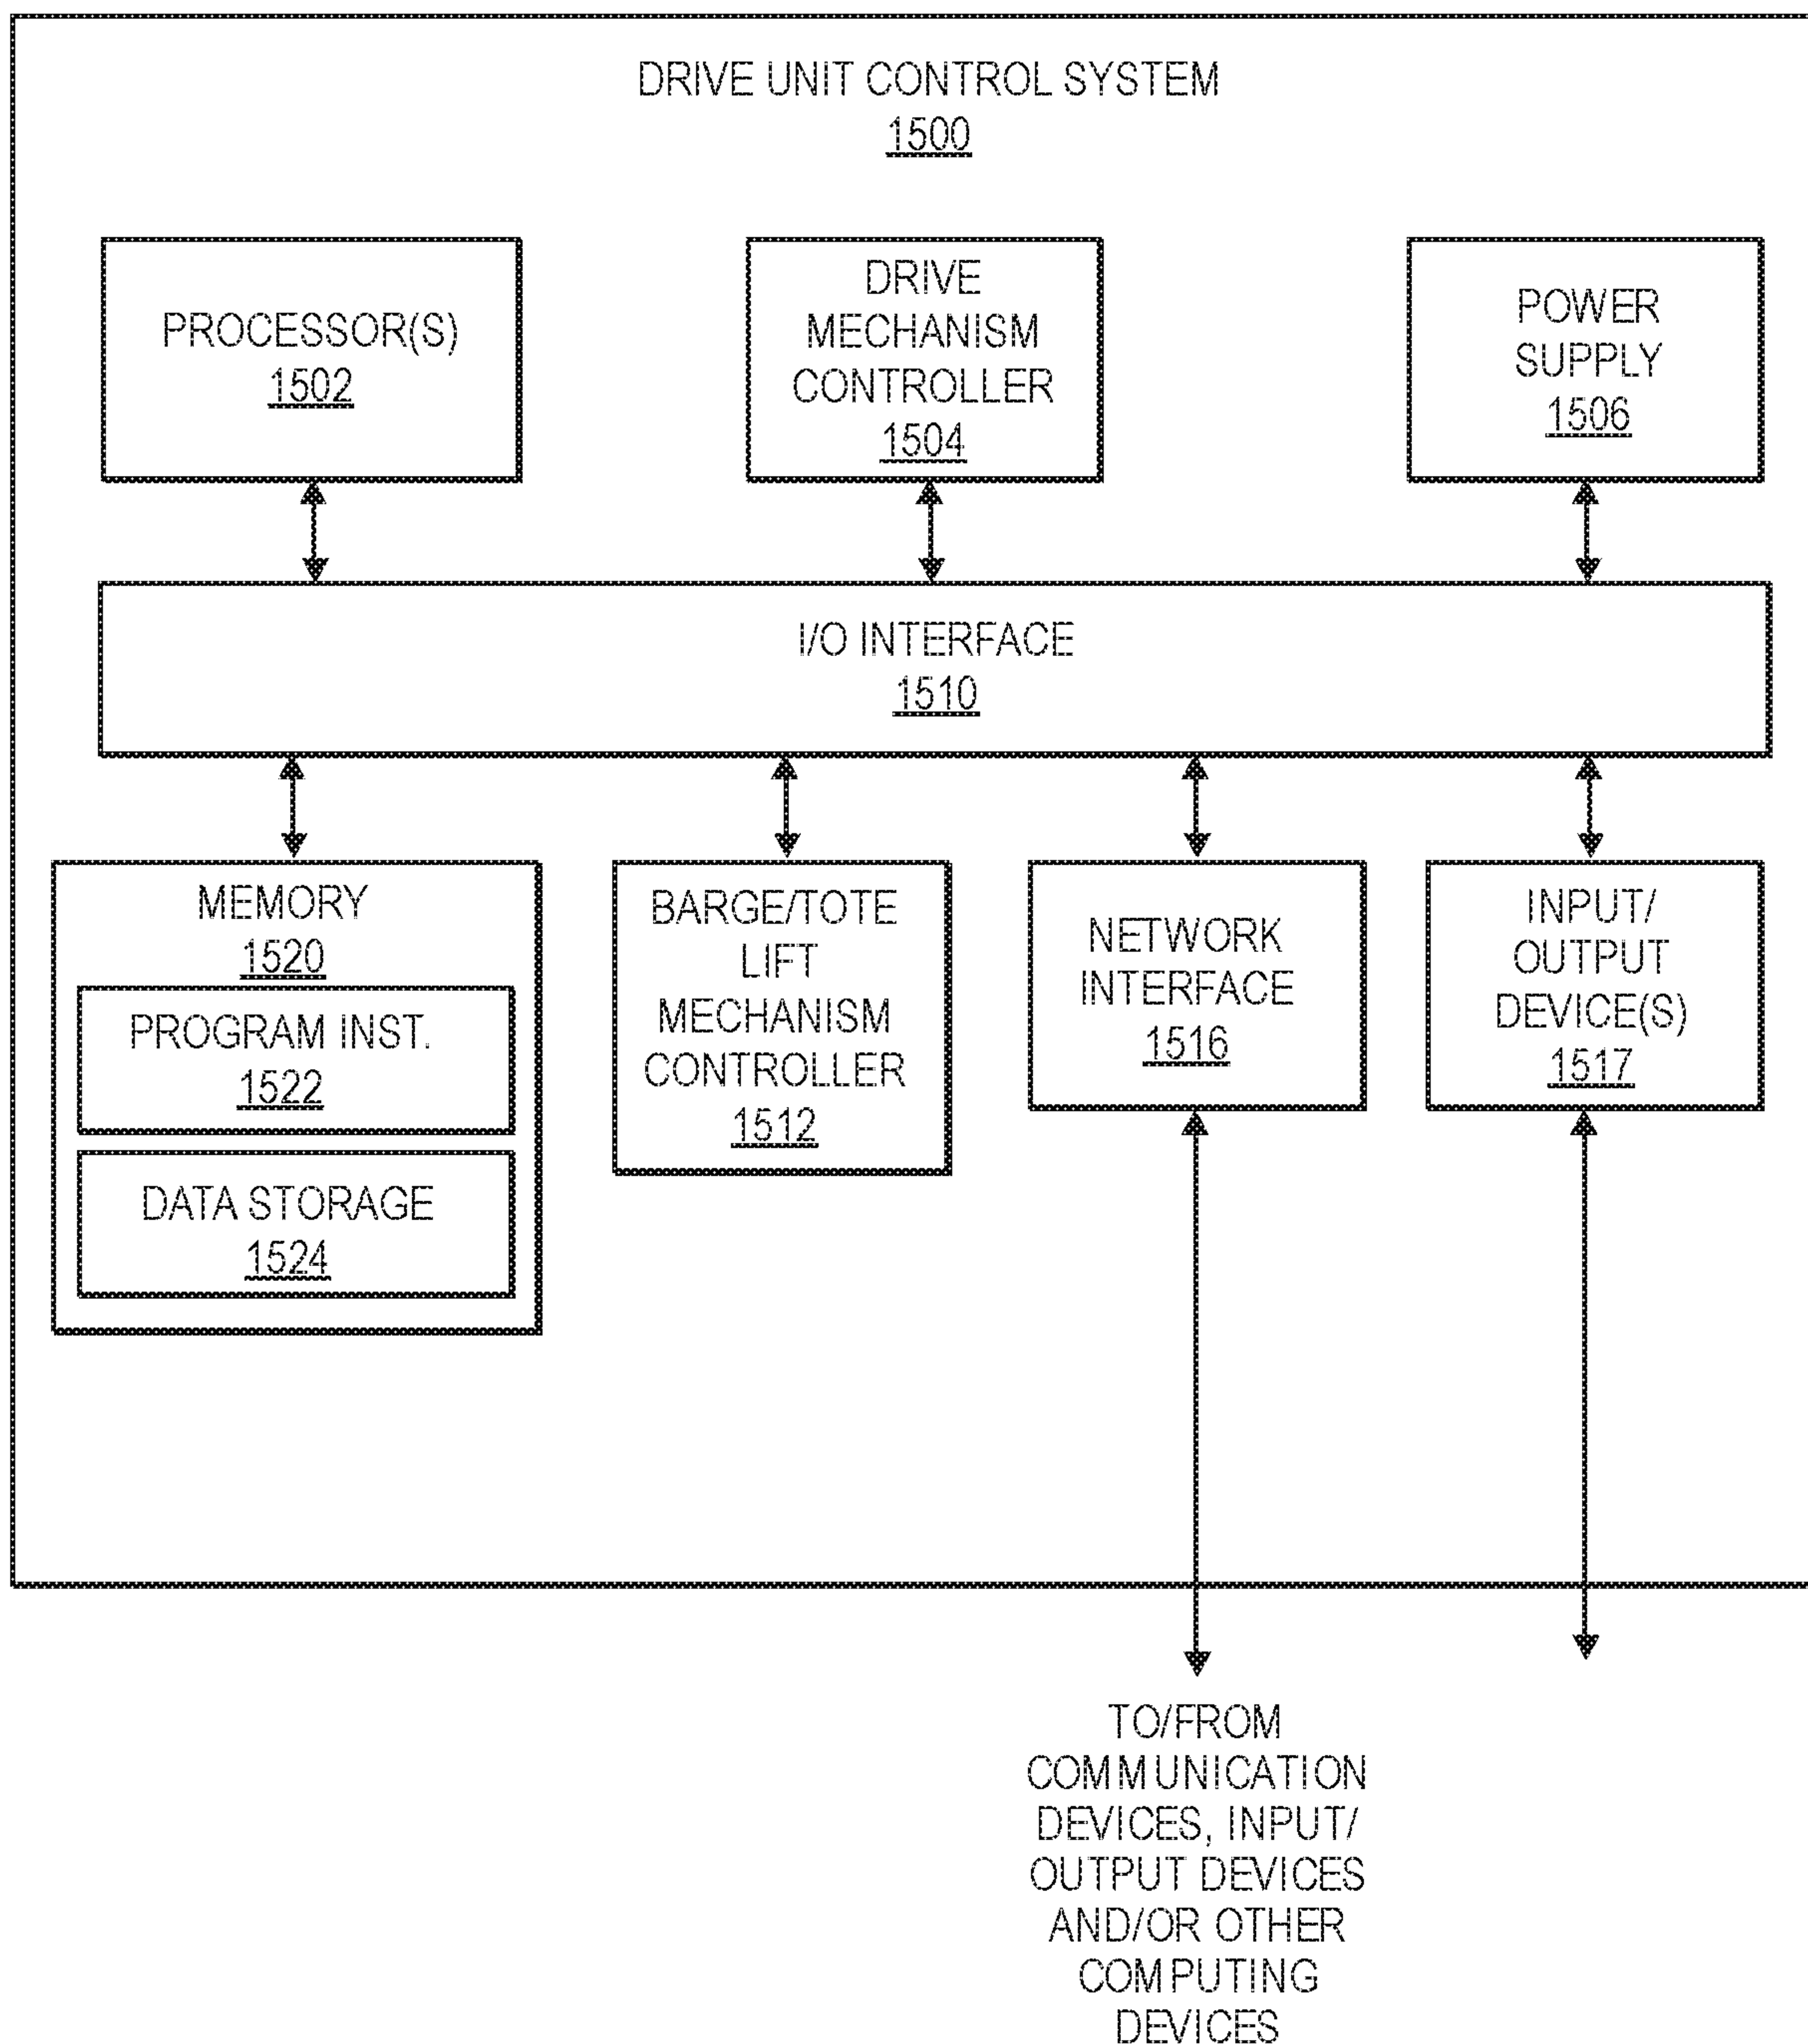 DRIVE UNIT CONTROL SYSTEM
1500
PROCESSOR(S)
1502
DRIVE
MECHANISM
CONTROLLER
1504
POWER
SUPPLY
1506
I/O INTERFACE
1510
MEMORY
1520
PROGRAM INST.
1522
DATA STORAGE
1524
BARGE/TOTE
LIFT
MECHANISM
CONTROLLER
1512
NETWORK
INTERFACE
1516
INPUT/
OUTPUT
DEVICE(S)
1517
TO/FROM
COMMUNICATION
DEVICES, INPUT/
OUTPUT DEVICES
AND/OR OTHER
COMPUTING
DEVICES